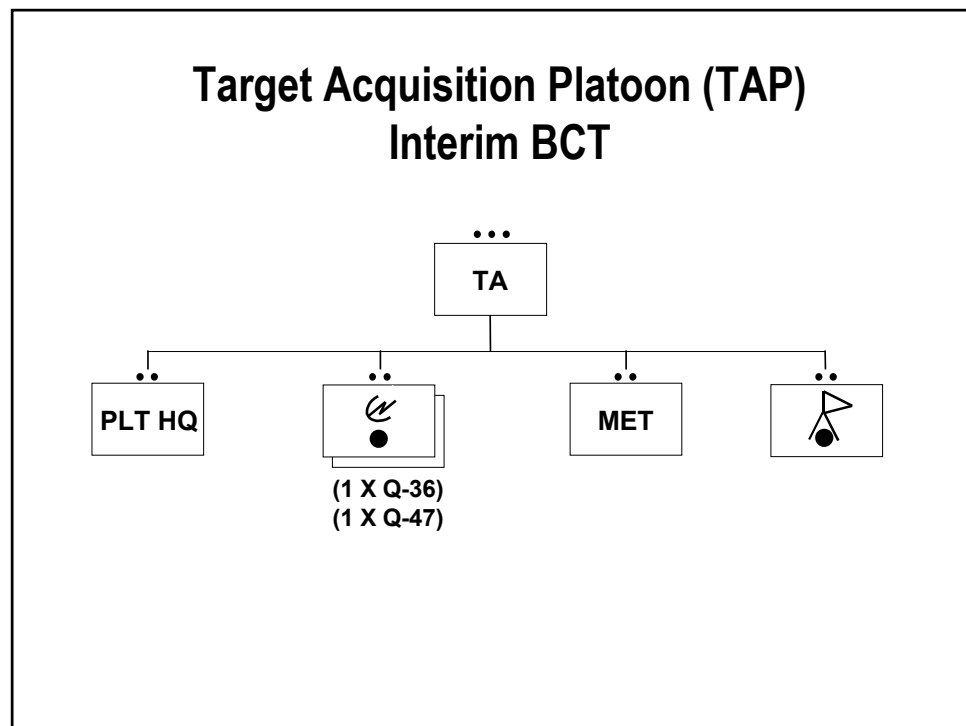 Target Acquisition Platoon (TAP)
Interim BCT
TA
PLT HQ
MET
(1 X Q-36)
(1 X Q-47)